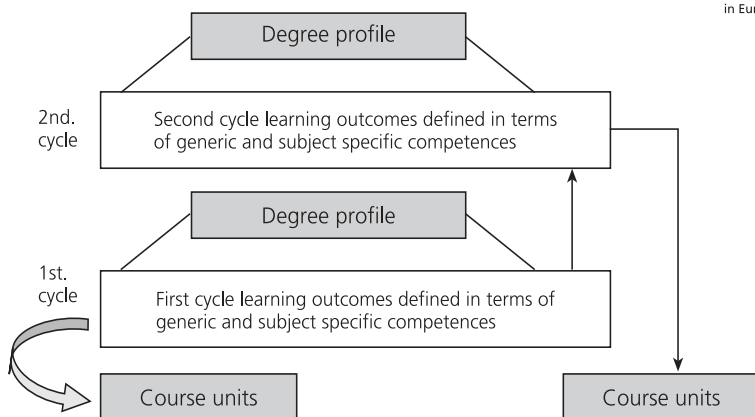 in Eur
Degree profile
2nd.
cycle
Second cycle learning outcomes defined in terms
of generic and subject specific competences
Degree profile
1st.
cycle
First cycle learning outcomes defined in terms of
generic and subject specific competences
Course units
Course units